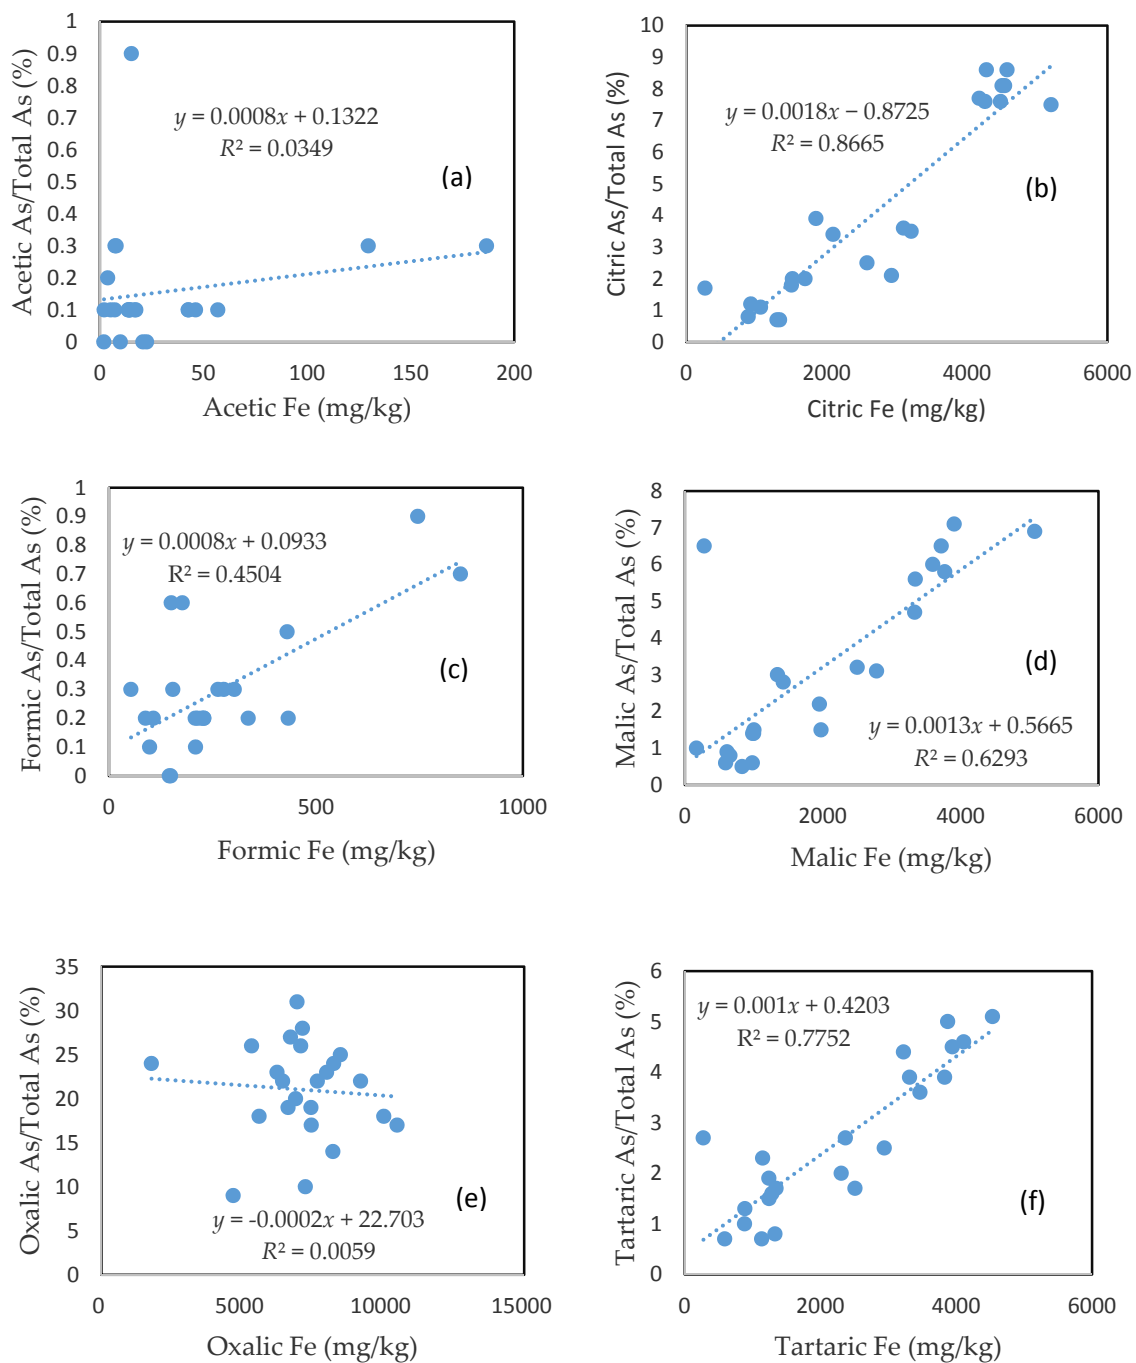 Acetic As/Total As (%)
1
0.9
0.8
0.7
0.6
0.5
0.4
0.3
0.2
0.1
0
y = 0.0008x + 0.1322
R² = 0.0349
(a)
0 50 100 150 200
Acetic Fe (mg/kg)
Citric As/Total As (%)
10
9
8
7
6
5
4
3
2
1
0
y = 0.0018x − 0.8725
R² = 0.8665
(b)
0 2000 4000 6000
Citric Fe (mg/kg)
Formic As/Total As (%)
1
0.9
0.8
0.7
0.6
0.5
0.4
0.3
0.2
0.1
0
y = 0.0008x + 0.0933
R² = 0.4504
(c)
0 500 1000
Formic Fe (mg/kg)
Malic As/Total As (%)
8
7
6
5
4
3
2
1
0
(d)
y = 0.0013x + 0.5665
R² = 0.6293
0 2000 4000 6000
Malic Fe (mg/kg)
Oxalic As/Total As (%)
35
30
25
20
15
10
5
0
(e)
y = -0.0002x + 22.703
R² = 0.0059
0 5000 10000 15000
Oxalic Fe (mg/kg)
Tartaric As/Total As (%)
6
5
4
3
2
1
0
y = 0.001x + 0.4203
R² = 0.7752
(f)
0 2000 4000 6000
Tartaric Fe (mg/kg)